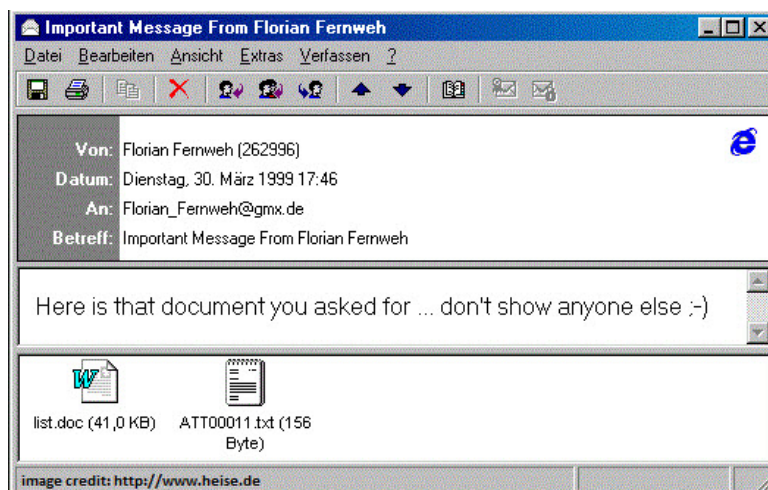 Important Message From Florian Fernweh
Datei Bearbeiten Ansicht Extras Verfassen ?
Von: Florian Fernweh (262996)
Datum: Dienstag, 30. März 1999 17:46
An: Florian_Fernweh@gmx.de
Betreff: Important Message From Florian Fernweh
Here is that document you asked for ... don't show anyone else ;-)
list.doc (41,0 KB) ATT00011.txt (156
Byte)
image credit: http://www.heise.de